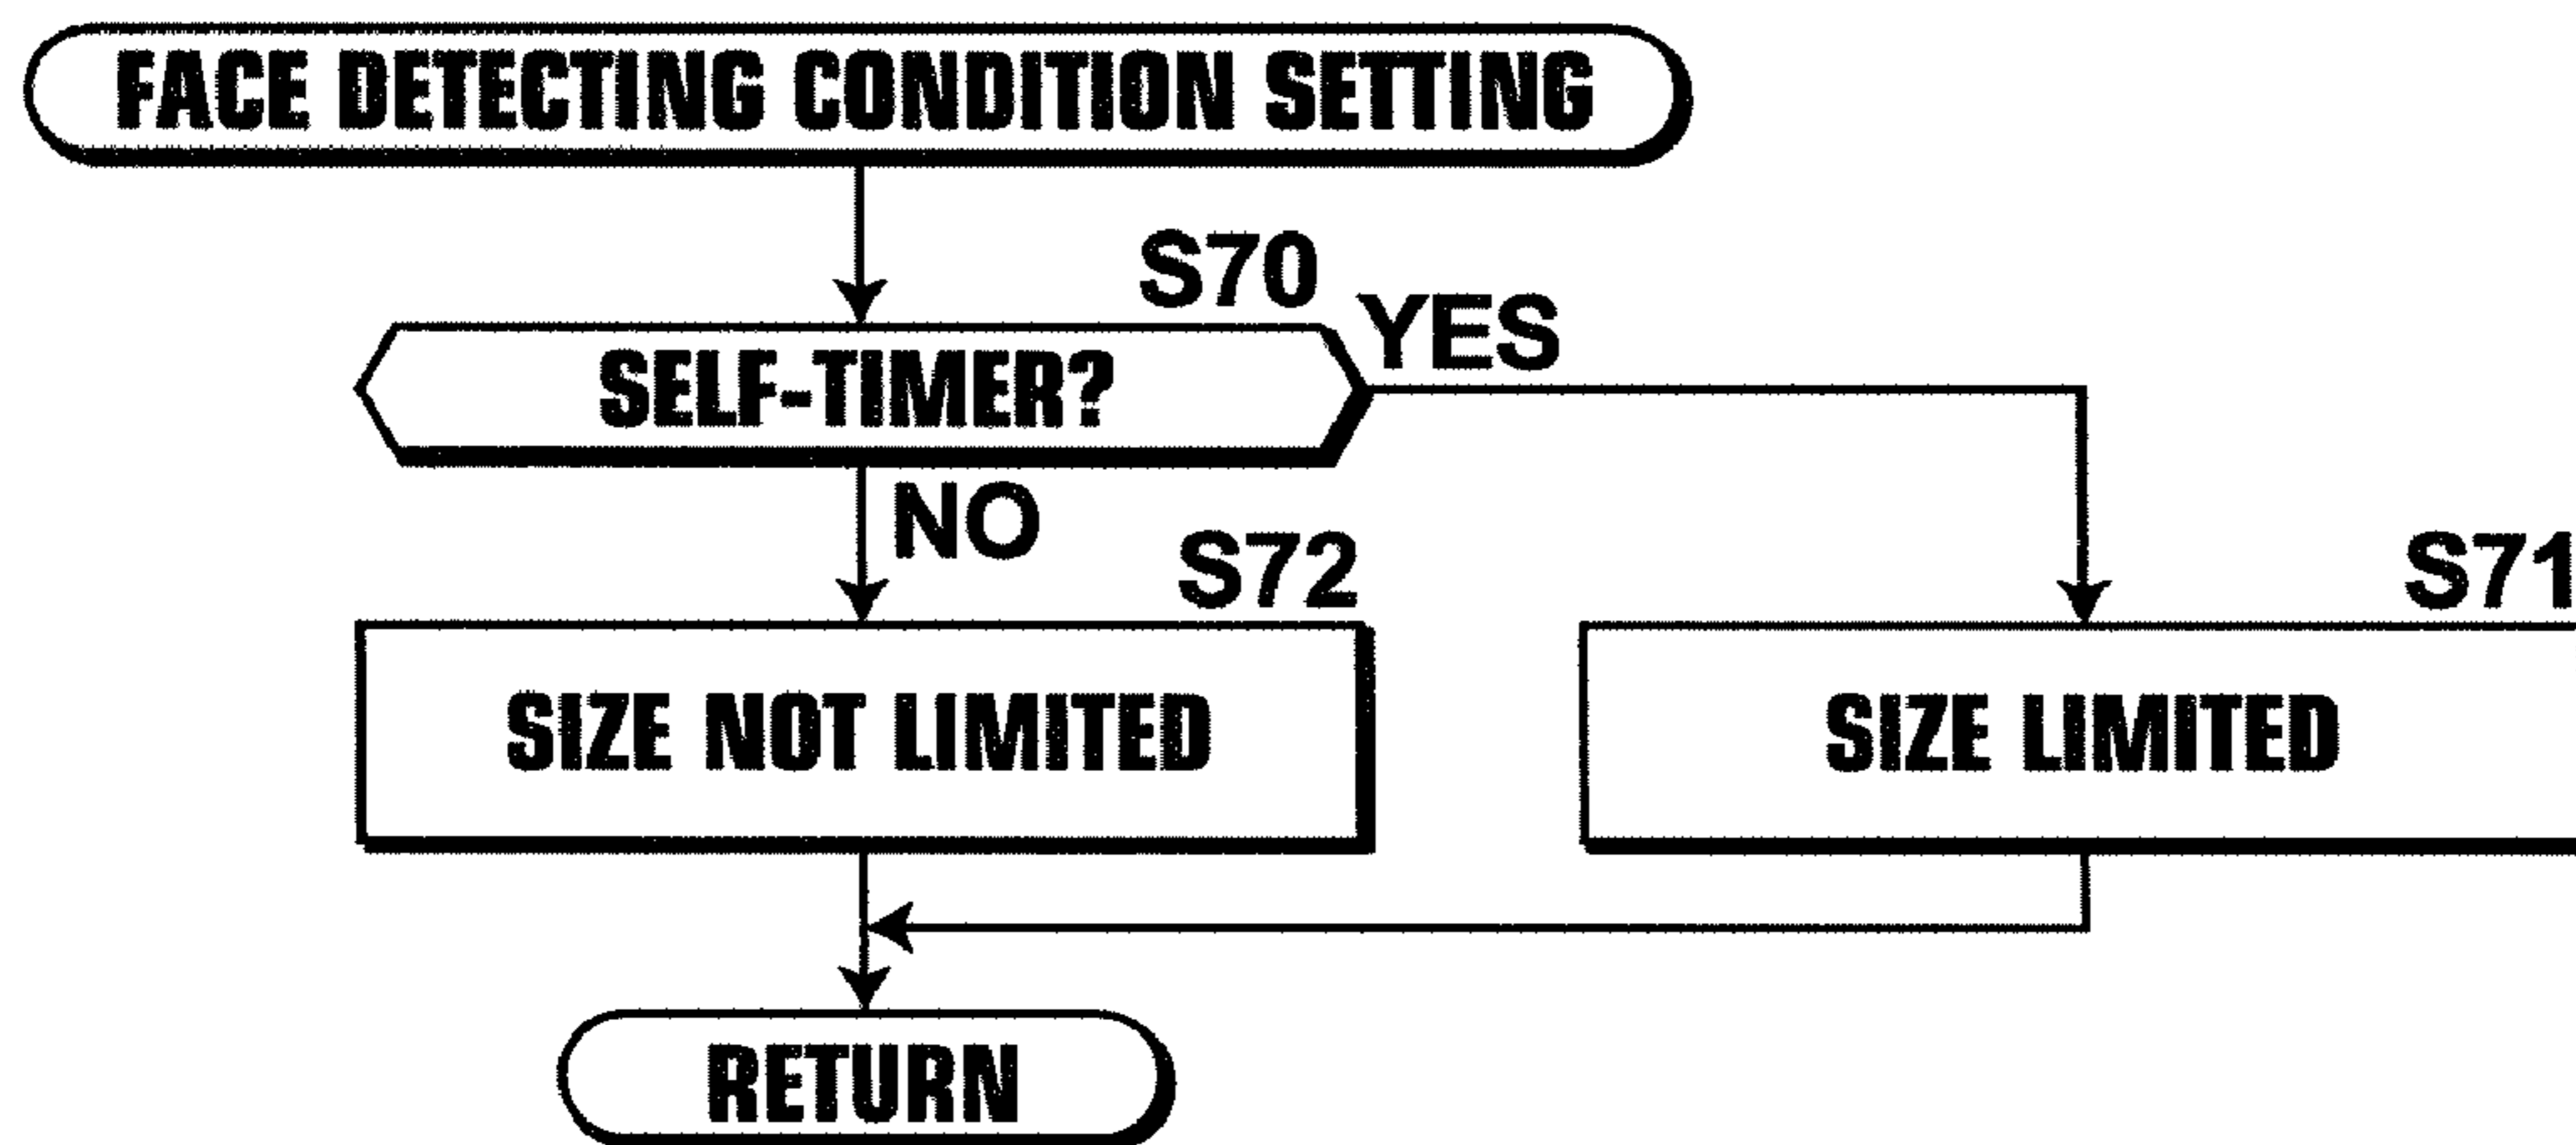 FACE DETECTING CONDITION SETTING
S70
SELF-TIMER?
YES
NO
S72
S71
SIZE NOT LIMITED
SIZE LIMITED
RETURN